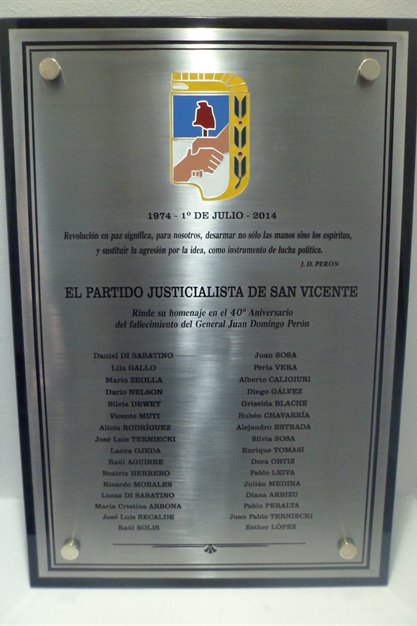 1974 - 1º DE JULIO - 2014
Revolución en paz significa, para nosotros, desarmar no sólo las manos sino los espíritus,
y sustituir la agresión por la idea, como instrumento de lucha política.
J. D. PERÓN
EL PARTIDO JUSTICIALISTA DE SAN VICENTE
Rinde su homenaje en el 40º Aniversario
del fallecimiento del General Juan Domingo Perón
Daniel DI SABATINO
Lila GALLO
Mario ZEOLLA
Darío NELSON
Silvia DEWEY
Vicente MUTI
Alicia RODRÍGUEZ
José Luis TERNIECKI
Laura OJEDA
Raúl AGUIRRE
Beatriz HERRERO
Ricardo MORALES
Lucas DI SABATINO
María Cristina ARBONA
José Luis RECALDE
Raúl SOLIS
Juan SOSA
Perla VERA
Alberto CALIGIURI
Diego GÁLVEZ
Griselda BLACHE
Rubén CHAVARRÍA
Alejandro ESTRADA
Silvia SOSA
Enrique TOMASI
Dora ORTIZ
Pablo LEIVA
Julián MEDINA
Diana ARBIZU
Pablo PERALTA
Juan Pablo TERNIECKI
Esther LÓPEZ